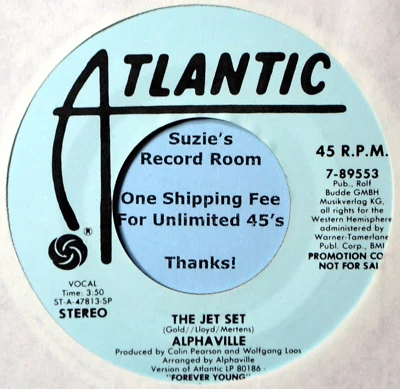 ATLANTIC
Suzie's
Record Room
One Shipping Fee
For Unlimited 45's
Thanks!
45 R.P.M.
7-89553
Pub., Rolf
Budde GMBH
Musikverlag KG,
all rights for the
Western Hemisphere
administered by
Warner-Tamerlane
Publ. Corp., BMI
PROMOTION CO
NOT FOR SAL
®
VOCAL
Time: 3:50
ST-A-47813-SP
STEREO
THE JET SET
(Gold//Lloyd/Mertens)
ALPHAVILLE
Produced by Colin Pearson and Wolfgang Loos
Arranged by Alphaville
Version of Atlantic LP 80186 -
"FOREVER YOUNG"